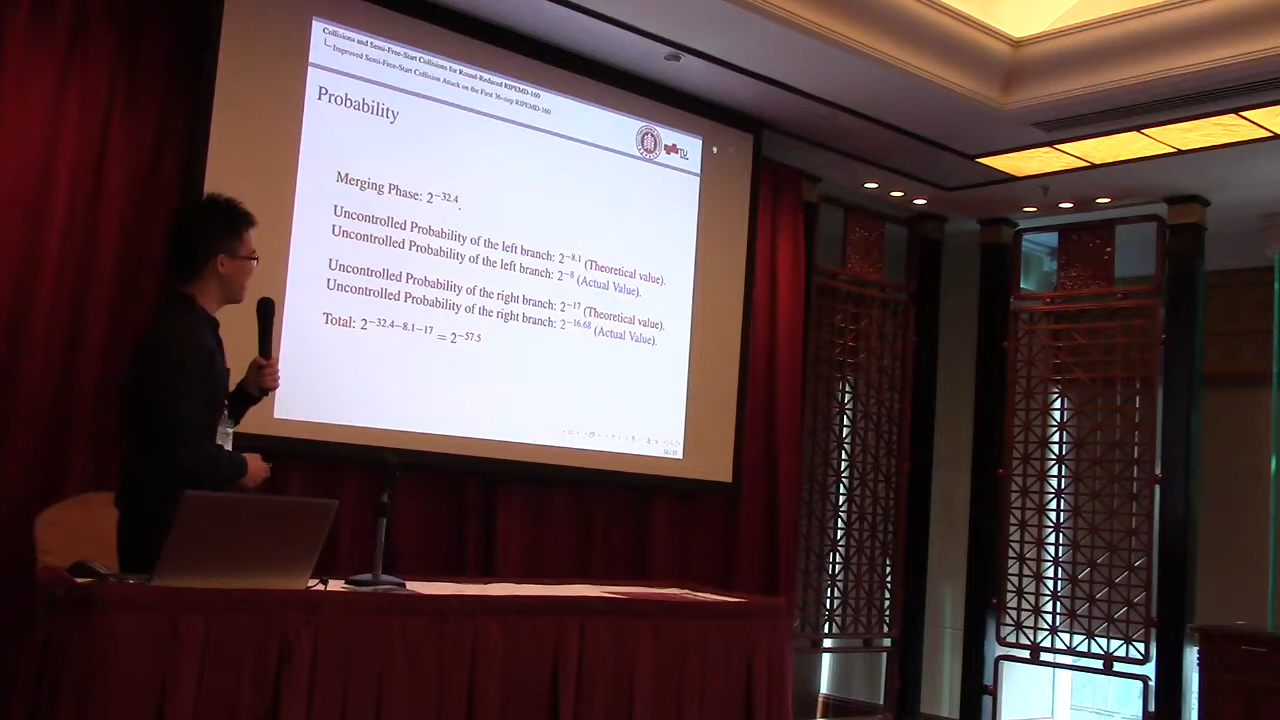 Collisions and Semi-Free-Start Collisions for Round-Reduced RIPEMD-160
Improved Semi-Free-Start Collision Attack on the First 36-step RIPEMD-160
Probability
TU
Merging Phase: 2^−32.4.
Uncontrolled Probability of the left branch: 2^−8.1 (Theoretical value).
Uncontrolled Probability of the left branch: 2^−8 (Actual Value).
Uncontrolled Probability of the right branch: 2^−17 (Theoretical value).
Uncontrolled Probability of the right branch: 2^−16.68 (Actual Value).
Total: 2^−32.4−8.1−17 = 2^−57.5